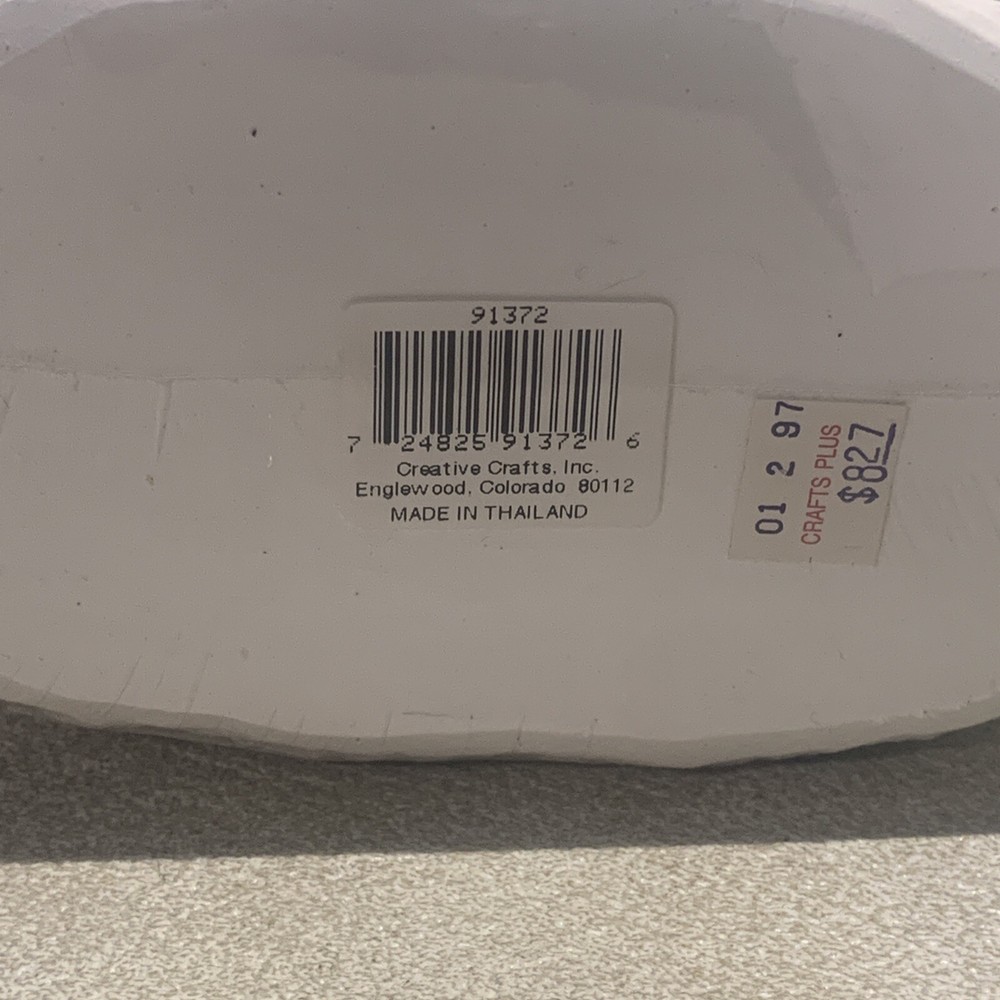 91372
7 24825 91372 6
Creative Crafts, Inc.
Englewood, Colorado 80112
MADE IN THAILAND
01 2 97
CRAFTS PLUS
$827